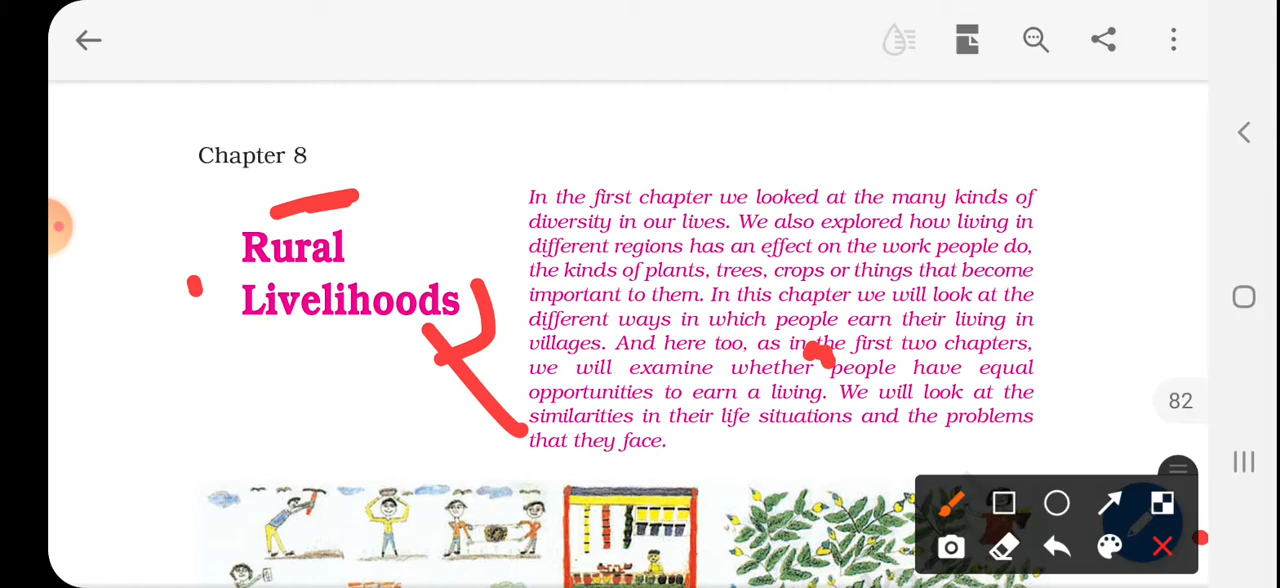 Chapter 8
Rural
Livelihoods
In the first chapter we looked at the many kinds of
diversity in our lives. We also explored how living in
different regions has an effect on the work people do,
the kinds of plants, trees, crops or things that become
important to them. In this chapter we will look at the
different ways in which people earn their living in
villages. And here too, as in the first two chapters,
we will examine whether people have equal
opportunities to earn a living. We will look at the
similarities in their life situations and the problems
that they face.
82